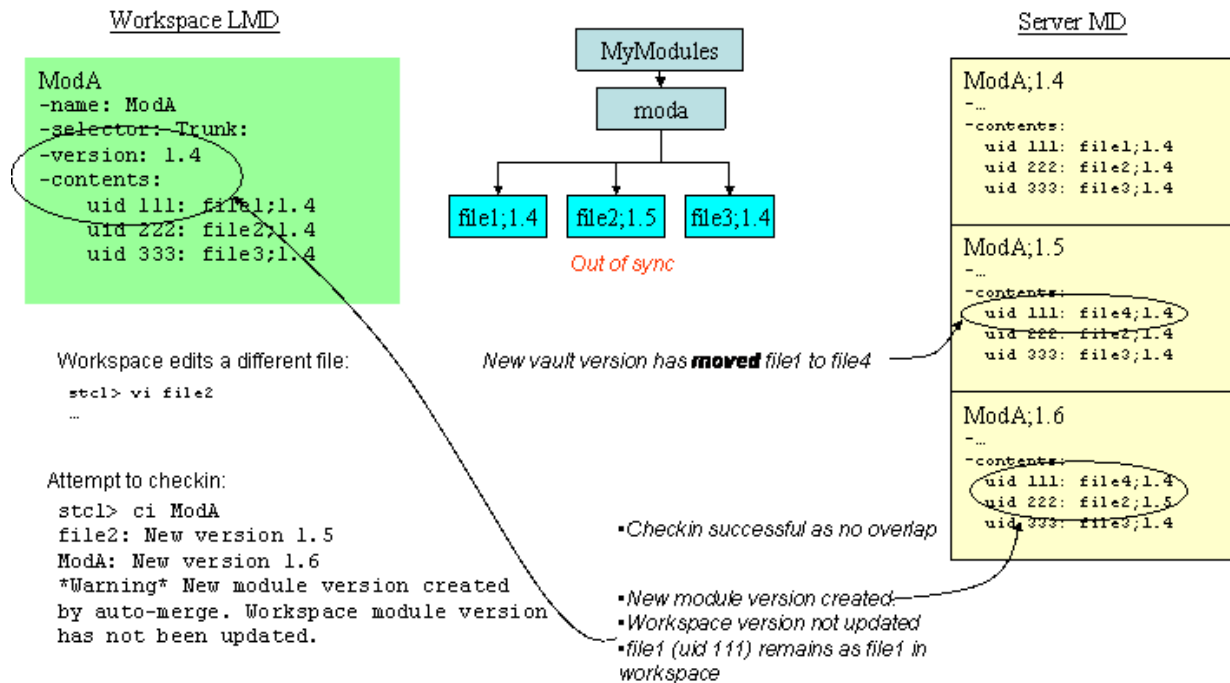 Workspace LMD
ModA
-name: ModA
-selector: Trunk:
-version: 1.4
-contents:
uid 111: file1;1.4
uid 222: file2;1.4
uid 333: file3;1.4
Workspace edits a different file:
stcl> vi file2
…
Attempt to checkin:
stcl> ci ModA
file2: New version 1.5
ModA: New version 1.6
*Warning* New module version created
by auto-merge. Workspace module version
has not been updated.
MyModules
moda
file1;1.4
file2;1.5
file3;1.4
Out of sync
New vault version has moved file1 to file4
▪Checkin successful as no overlap
▪New module version created.
▪Workspace version not updated
▪file1 (uid 111) remains as file1 in
workspace
Server MD
ModA;1.4
-…
-contents:
uid 111: file1;1.4
uid 222: file2;1.4
uid 333: file3;1.4
ModA;1.5
-…
-contents:
uid 111: file4;1.4
uid 222: file2;1.4
uid 333: file3;1.4
ModA;1.6
-…
-contents:
uid 111: file4;1.4
uid 222: file2;1.5
uid 333: file3;1.4